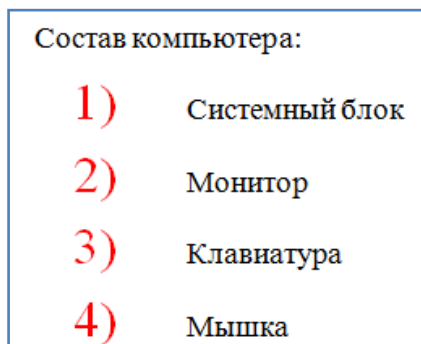 Состав компьютера:
1) Системный блок
2) Монитор
3) Клавиатура
4) Мышка